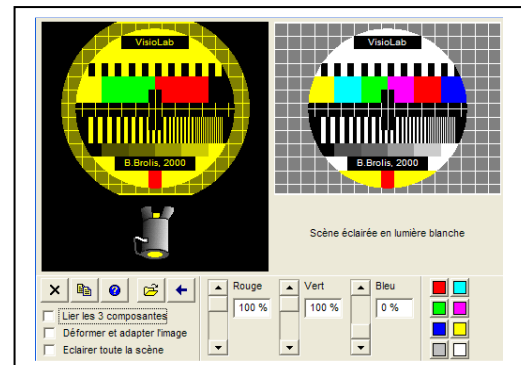 VisioLab
VisioLab
B.Brolis, 2000
B.Brolis, 2000
Scène éclairée en lumière blanche
Rouge
Vert
Bleu
100 %
100 %
0 %
Lier les 3 composantes
Déformer et adapter l'image
Eclairer toute la scène